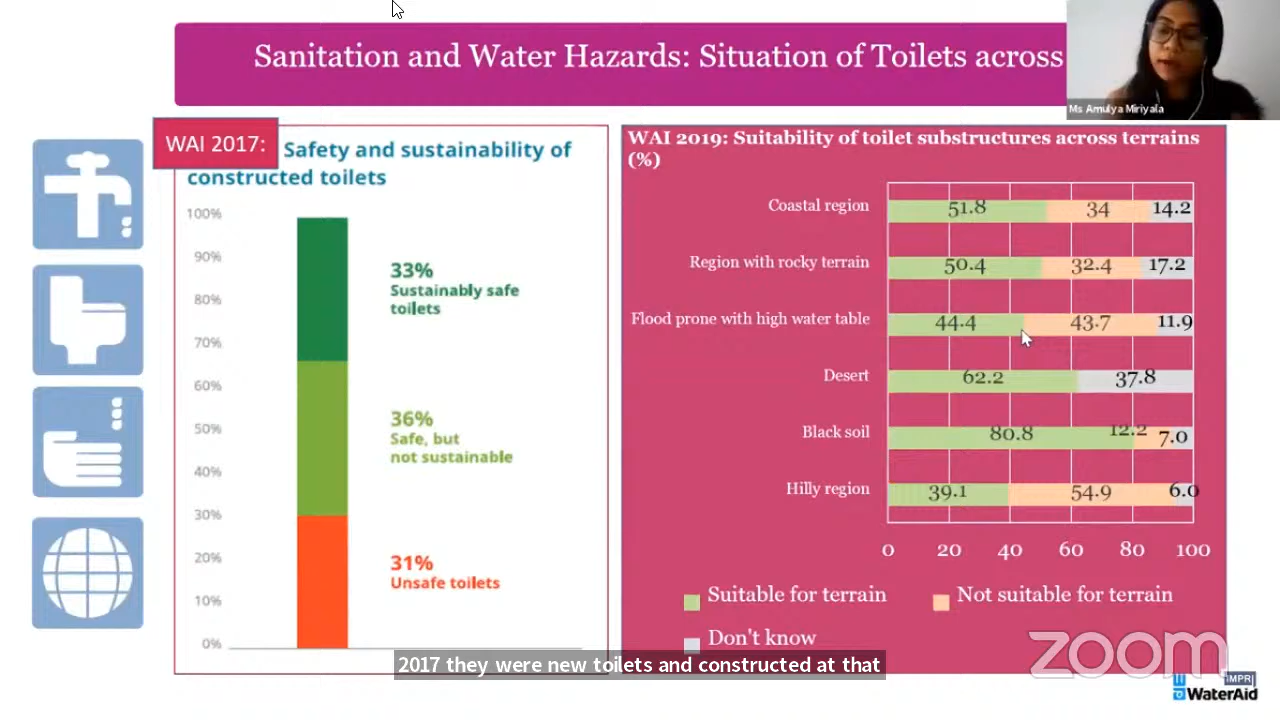 Sanitation and Water Hazards: Situation of Toilets across
Ms Amulya Miriyala
WAI 2017:
Safety and sustainability of
constructed toilets
100%
90%
80%
70%
60%
50%
40%
30%
20%
10%
0%
33%
Sustainably safe
toilets
36%
Safe, but
not sustainable
31%
Unsafe toilets
WAI 2019: Suitability of toilet substructures across terrains
(%)
Coastal region 51.8 34 14.2
Region with rocky terrain 50.4 32.4 17.2
Flood prone with high water table 44.4 43.7 11.9
Desert 62.2 37.8
Black soil 80.8 12.2 7.0
Hilly region 39.1 54.9 6.0
0 20 40 60 80 100
Suitable for terrain Not suitable for terrain
Don't know
2017 they were new toilets and constructed at that
zoom
IMPRI
WaterAid